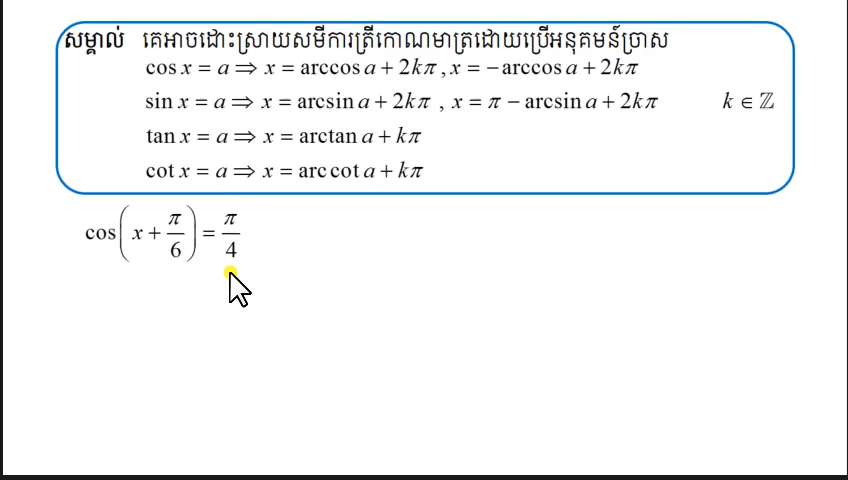 សម្គាល់ គេអាចដោះស្រាយសមីការត្រីកោណមាត្រដោយប្រើអនុគមន៍ច្រាស
cos x = a ⇒ x = arccos a + 2kπ , x = −arccos a + 2kπ
sin x = a ⇒ x = arcsin a + 2kπ , x = π − arcsin a + 2kπ k ∈ ℤ
tan x = a ⇒ x = arctan a + kπ
cot x = a ⇒ x = arc cot a + kπ
cos(x + π/6) = π/4